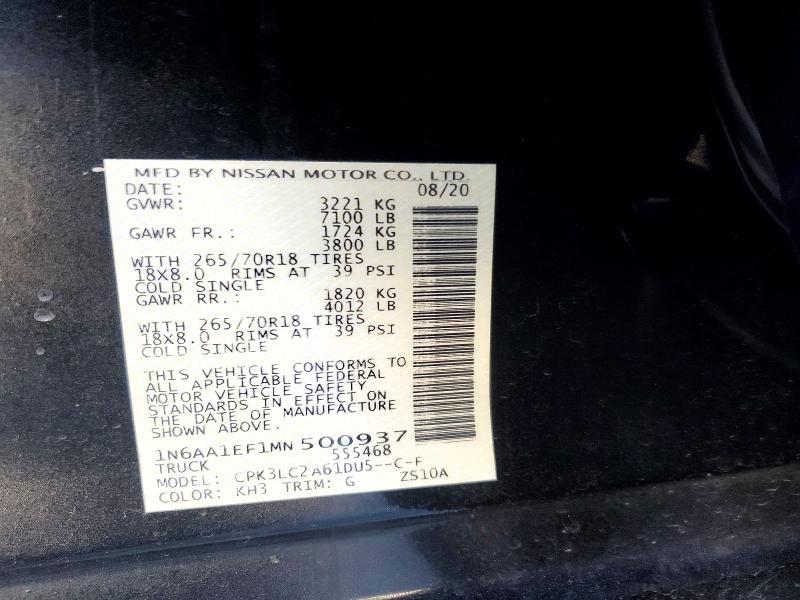 MFD BY NISSAN MOTOR CO., LTD.
DATE: 08/20
GVWR: 3221 KG
7100 LB
GAWR FR.: 1724 KG
3800 LB
WITH 265/70R18 TIRES
18X8.0 RIMS AT 39 PSI
COLD SINGLE
GAWR RR.: 1820 KG
4012 LB
WITH 265/70R18 TIRES
18X8.0 RIMS AT 39 PSI
COLD SINGLE
THIS VEHICLE CONFORMS TO
ALL APPLICABLE FEDERAL
MOTOR VEHICLE SAFETY
STANDARDS IN EFFECT ON
THE DATE OF MANUFACTURE
SHOWN ABOVE.
1N6AA1EF1MN500937
TRUCK 555468
MODEL: CPK3LC2A61DU5--C-F
COLOR: KH3 TRIM: G ZS10A